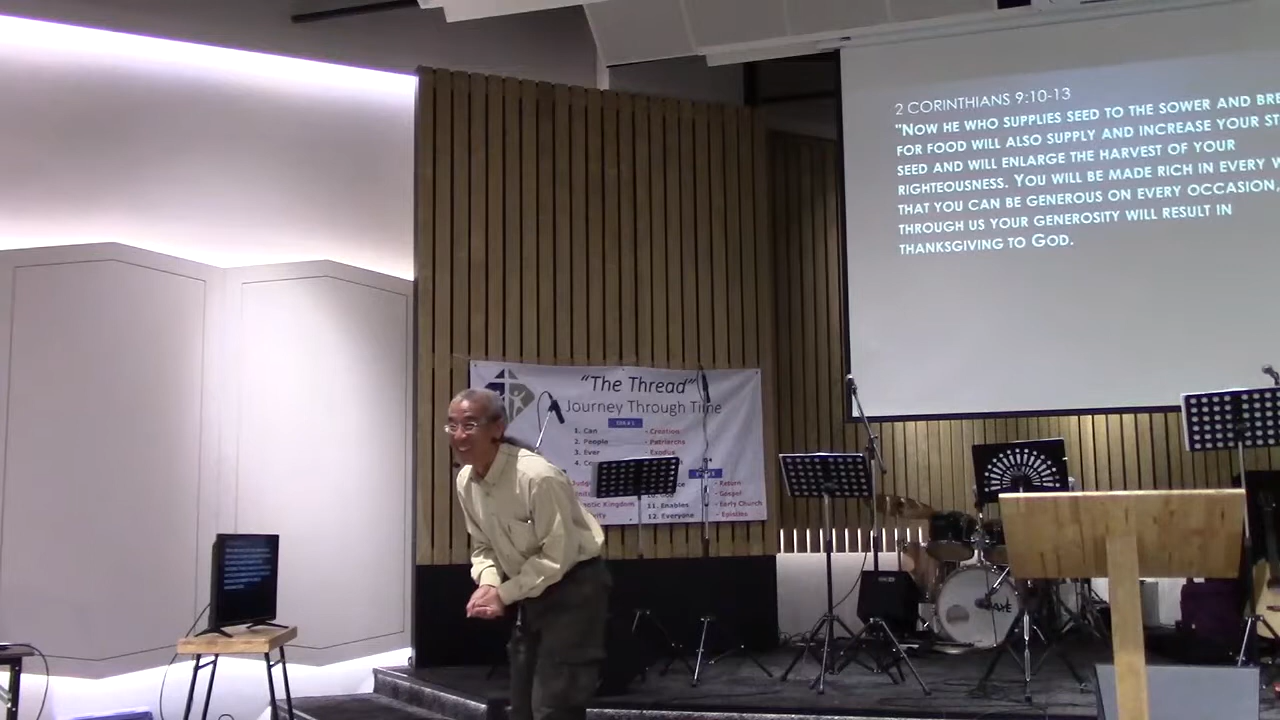 2 CORINTHIANS 9:10-13
"NOW HE WHO SUPPLIES SEED TO THE SOWER AND
FOR FOOD WILL ALSO SUPPLY AND INCREASE YOUR
SEED AND WILL ENLARGE THE HARVEST OF YOUR
RIGHTEOUSNESS. YOU WILL BE MADE RICH IN EVERY
THAT YOU CAN BE GENEROUS ON EVERY OCCASION,
THROUGH US YOUR GENEROSITY WILL RESULT IN
THANKSGIVING TO GOD.
"The Thread"
Journey Through Time
1. Can - Creation
2. People - Patriarchs
3. Ever - Exodus
4.
- Return
- Gospel
Kingdom 11. Enables - Early Church
12. Everyone - Epistles